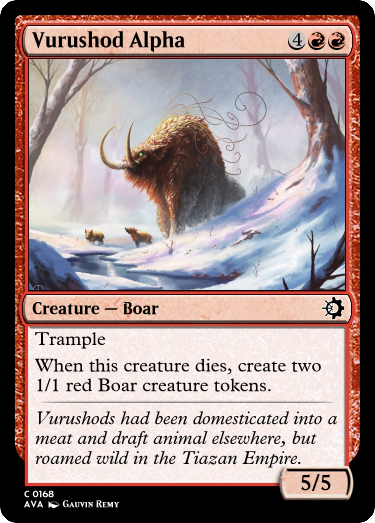 Vurushod Alpha 4
Creature — Boar
Trample
When this creature dies, create two
1/1 red Boar creature tokens.
Vurushods had been domesticated into a
meat and draft animal elsewhere, but
roamed wild in the Tiazan Empire.
5/5
C 0168
AVA Gauvin Remy